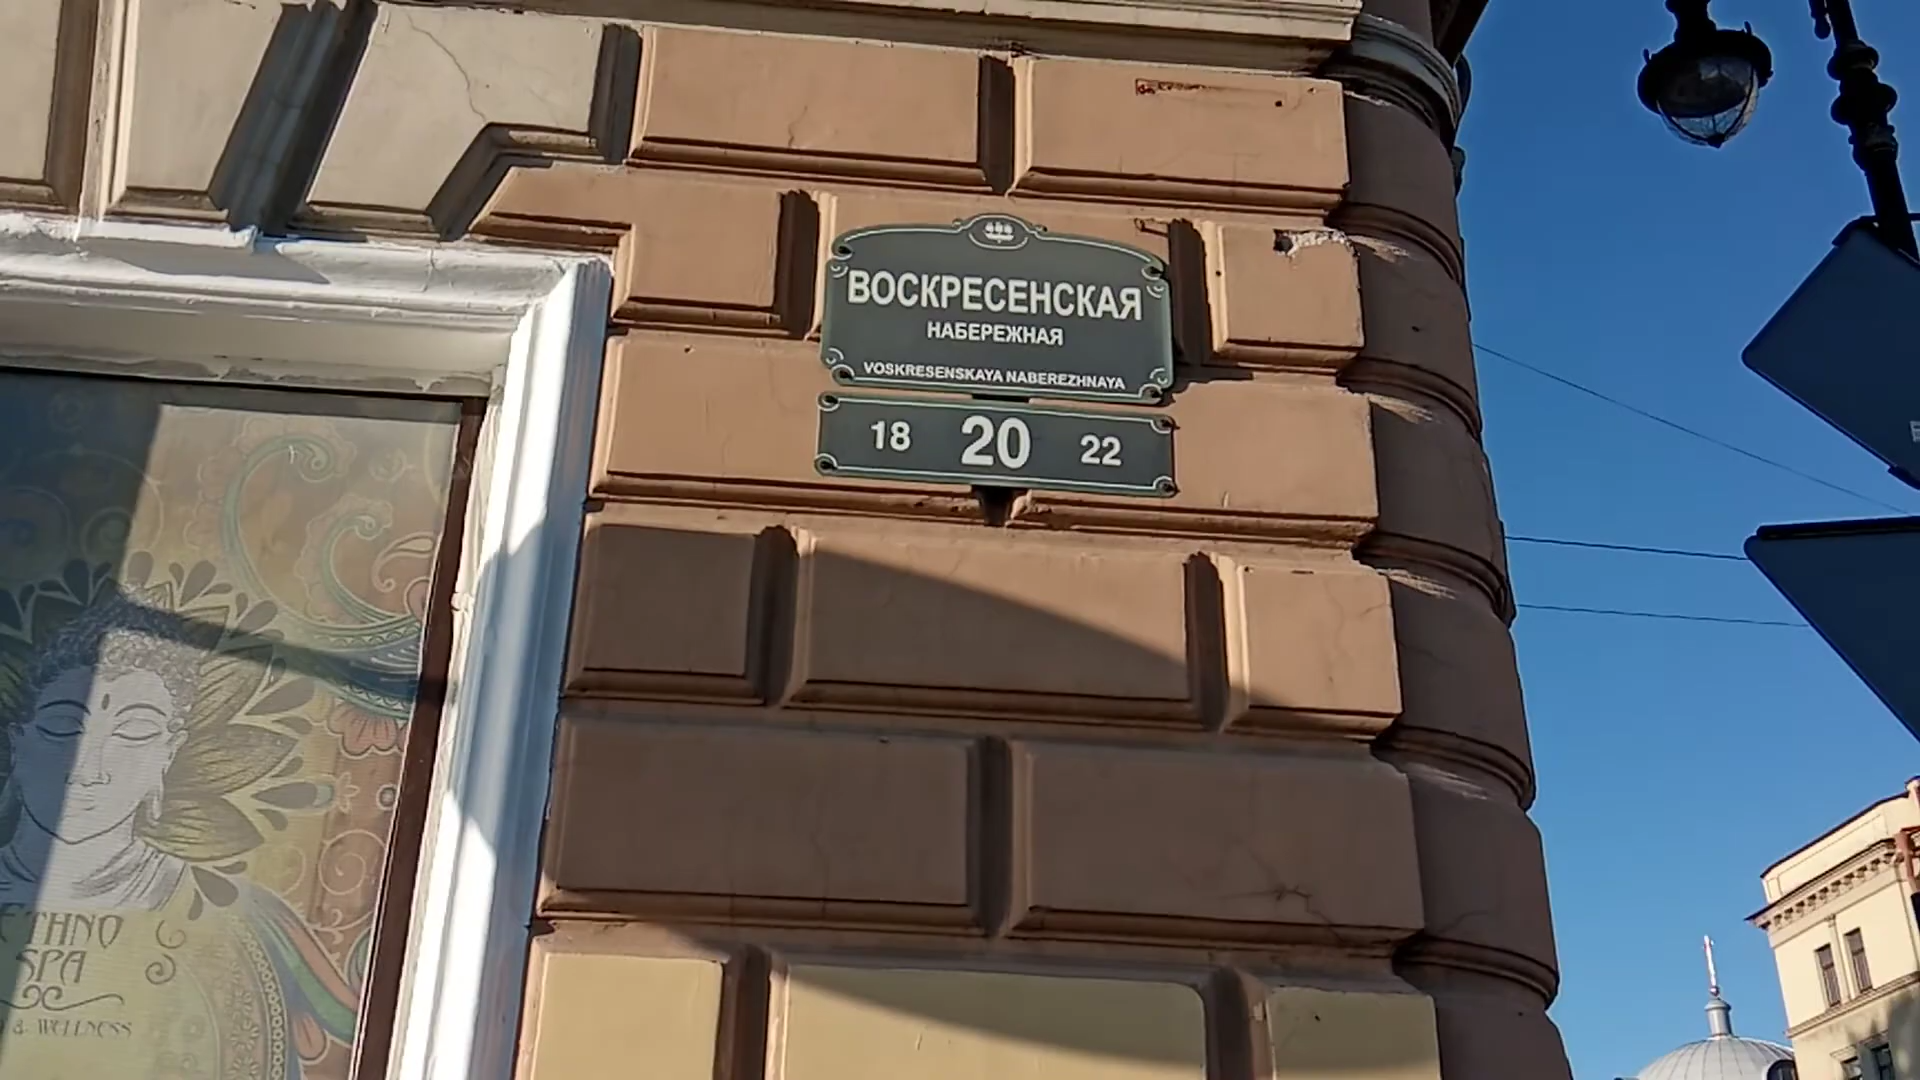 ВОСКРЕСЕНСКАЯ
НАБЕРЕЖНАЯ
VOSKRESENSKAYA NABEREZHNAYA
18 20 22
ETHNO
SPA
& WELLNESS